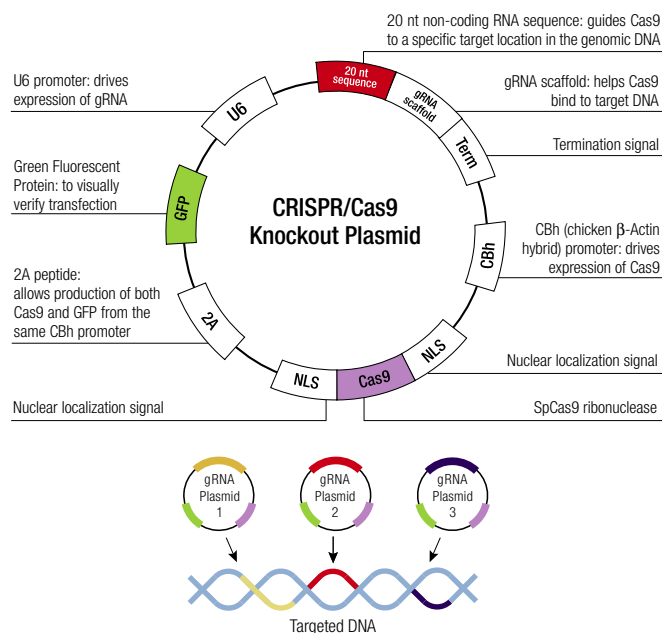 20 nt non-coding RNA sequence: guides Cas9
to a specific target location in the genomic DNA
U6 promoter: drives
expression of gRNA
gRNA scaffold: helps Cas9
bind to target DNA
Termination signal
Green Fluorescent
Protein: to visually
verify transfection
CBh (chicken β-Actin
hybrid) promoter: drives
expression of Cas9
2A peptide:
allows production of both
Cas9 and GFP from the
same CBh promoter
Nuclear localization signal
Nuclear localization signal
SpCas9 ribonuclease
CRISPR/Cas9
Knockout Plasmid
20 nt
sequence
gRNA
scaffold
Term
CBh
NLS
Cas9
NLS
2A
GFP
U6
gRNA
Plasmid
1
gRNA
Plasmid
2
gRNA
Plasmid
3
Targeted DNA